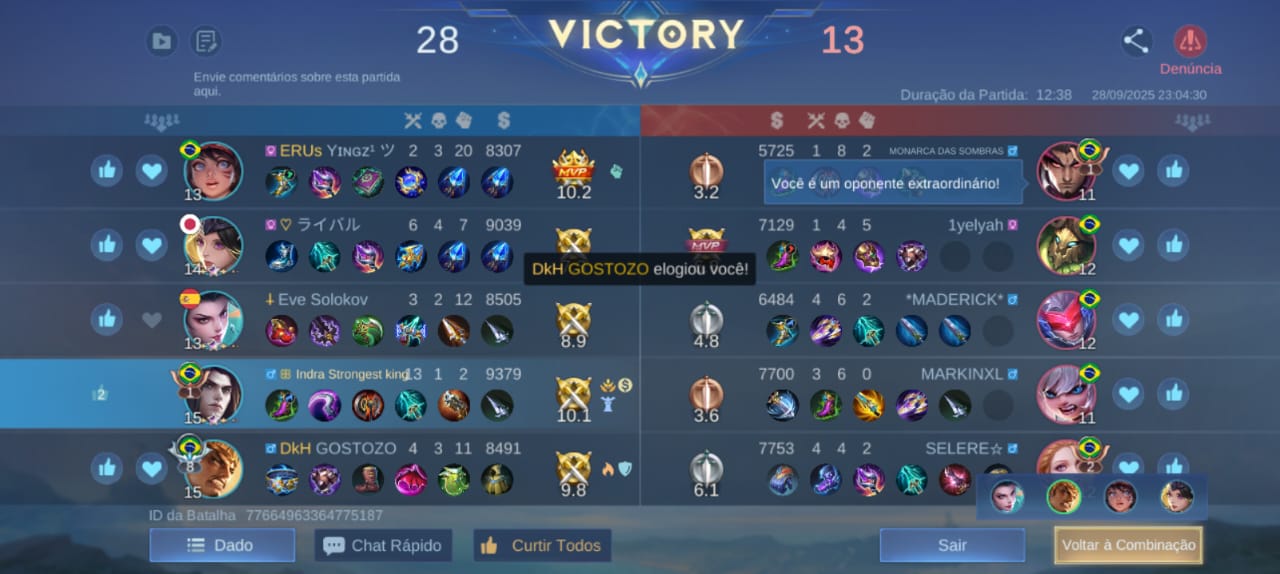 28 VICTORY 13
Denúncia
Envie comentários sobre esta partida
aqui.
Duração da Partida: 12:38 28/09/2025 23:04:30
ERUs Yɪɴɢᴢ¹ ツ 2 3 20 8307
MVP
10.2
13
5725 1 8 2 MONARCA DAS SOMBRAS
Você é um oponente extraordinário!
3.2
11
♡ ライバル 6 4 7 9039
14
7129 1 4 5 1yelyah
MVP
12
DkH GOSTOZO elogiou você!
Eve Solokov 3 2 12 8505
8.9
13
6484 4 6 2 *MADERICK*
4.8
12
2
Indra Strongest king 13 1 2 9379
1
10.1
15
7700 3 6 0 MARKINXL
3.6
11
DkH GOSTOZO 4 3 11 8491
8
9.8
15
7753 4 4 2 SELERE☆
2
6.1
ID da Batalha 77664963364775187
Dado
Chat Rápido
Curtir Todos
Sair
Voltar à Combinação